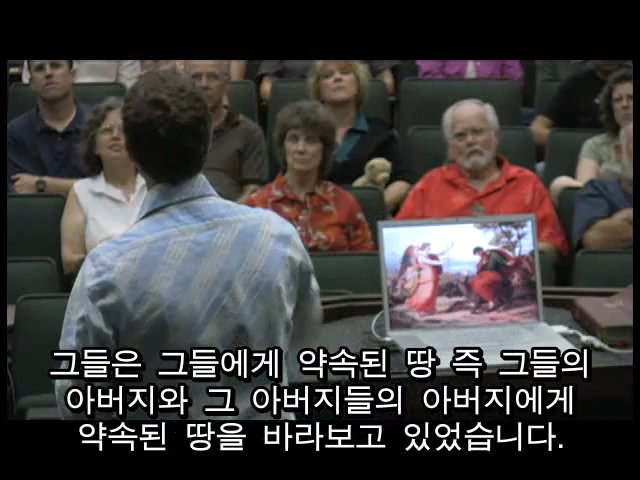 그들은 그들에게 약속된 땅 즉 그들의
아버지와 그 아버지들의 아버지에게
약속된 땅을 바라보고 있었습니다.